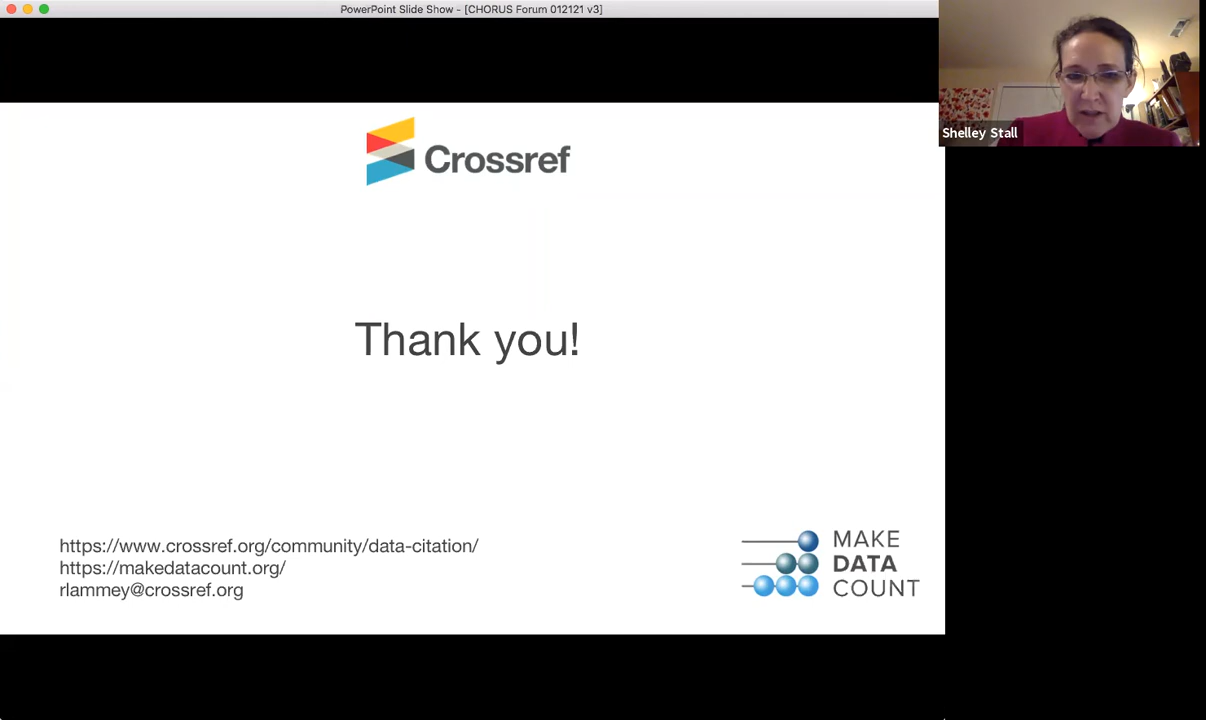 PowerPoint Slide Show - [CHORUS Forum 012121 v3]
Shelley Stall
Crossref
Thank you!
https://www.crossref.org/community/data-citation/
https://makedatacount.org/
rlammey@crossref.org
MAKE
DATA
COUNT